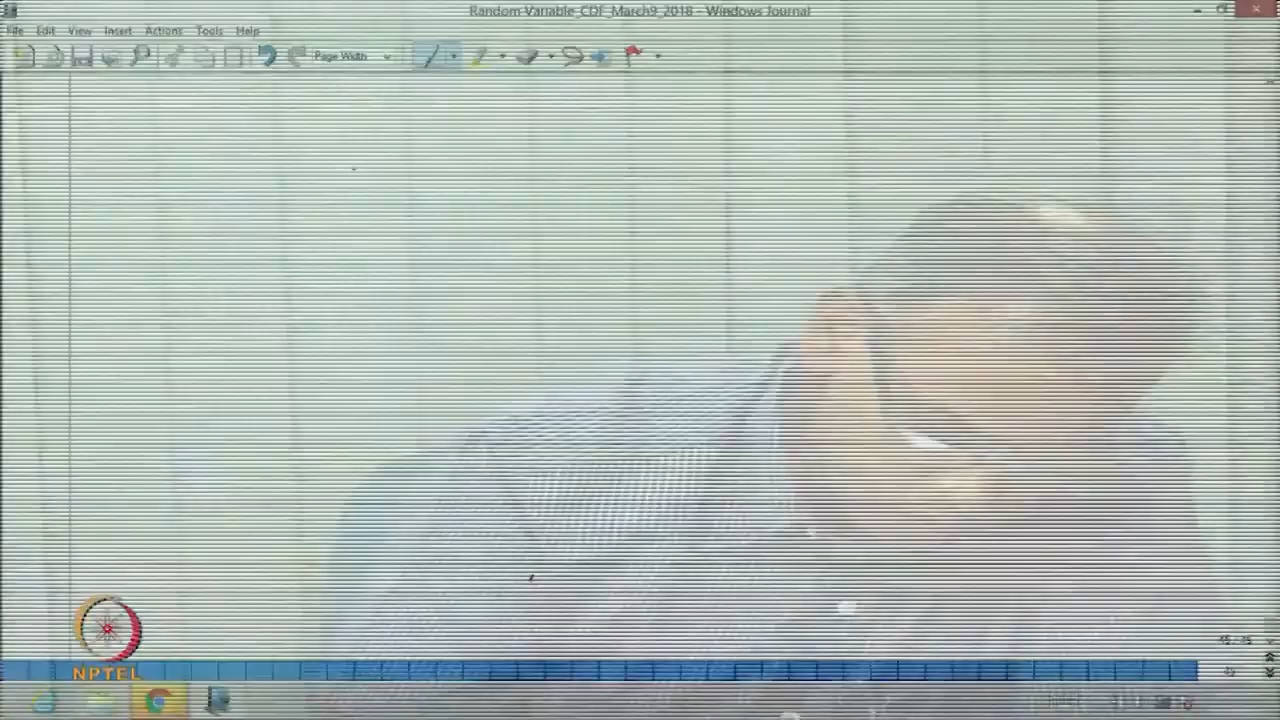 Random Variable_CDF_March9_2018 - Windows Journal
File Edit View Insert Actions Tools Help
Page Width
NPTEL